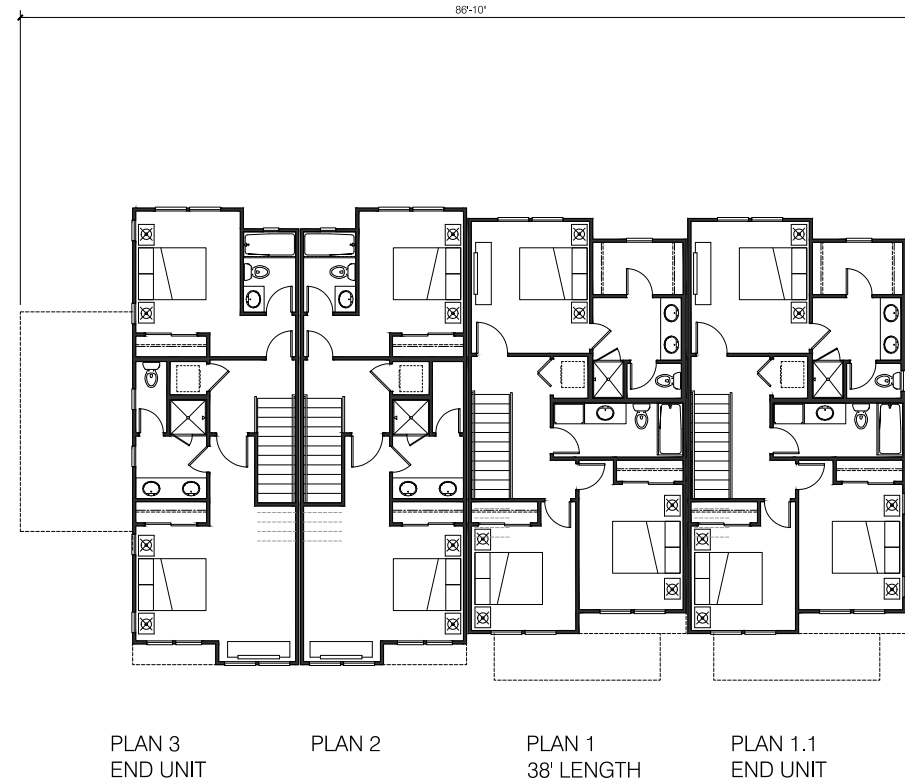 86'-10"
PLAN 3
END UNIT
PLAN 2
PLAN 1
38' LENGTH
PLAN 1.1
END UNIT